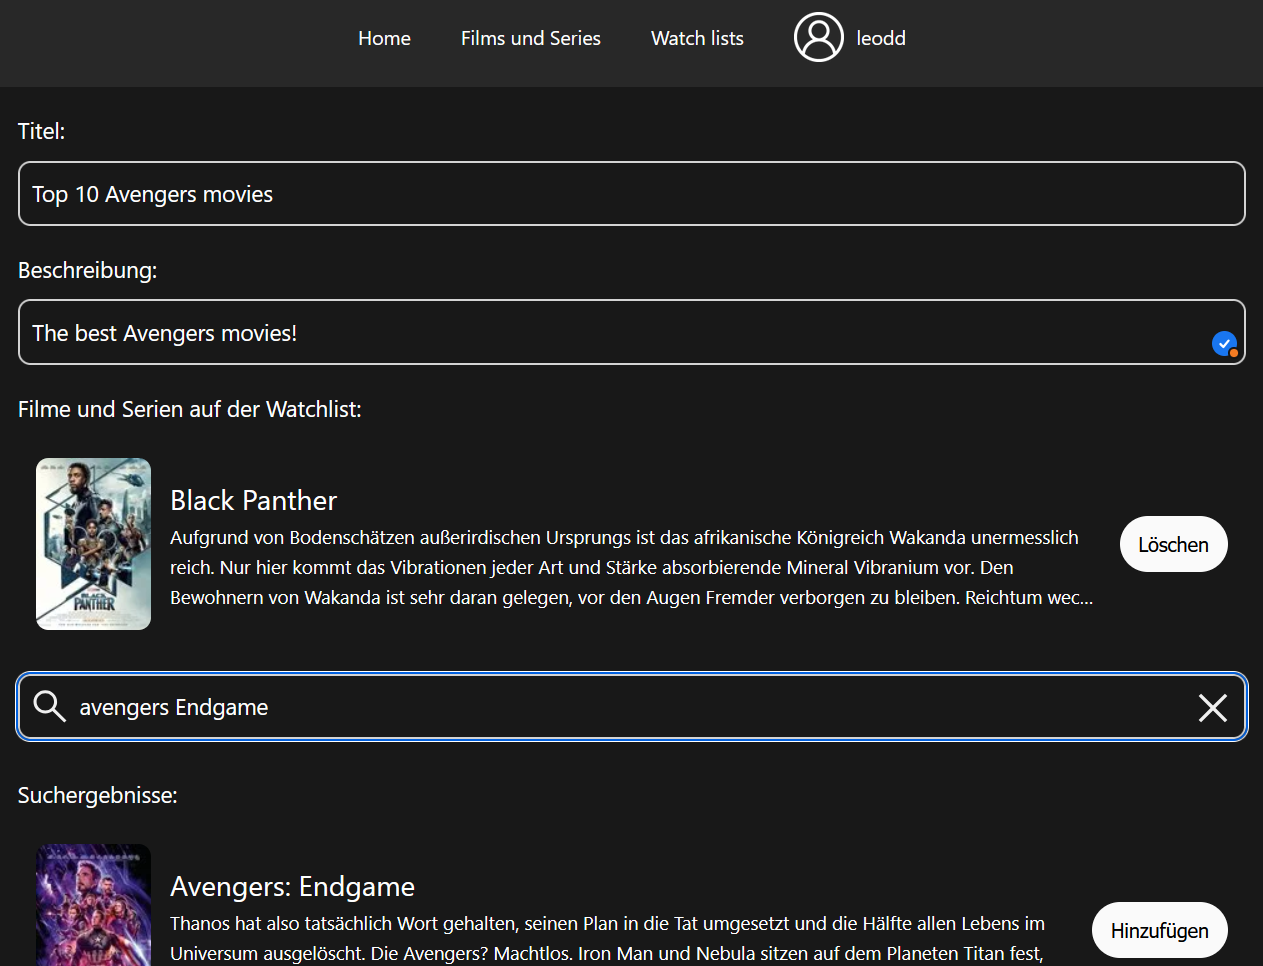 Home
Films und Series
Watch lists
leodd
Titel:
Top 10 Avengers movies
Beschreibung:
The best Avengers movies!
Filme und Serien auf der Watchlist:
BLACK
PANTHER
Black Panther
Aufgrund von Bodenschätzen außerirdischen Ursprungs ist das afrikanische Königreich Wakanda unermesslich
reich. Nur hier kommt das Vibrationen jeder Art und Stärke absorbierende Mineral Vibranium vor. Den
Bewohnern von Wakanda ist sehr daran gelegen, vor den Augen Fremder verborgen zu bleiben. Reichtum wec...
Löschen
avengers Endgame
Suchergebnisse:
Avengers: Endgame
Thanos hat also tatsächlich Wort gehalten, seinen Plan in die Tat umgesetzt und die Hälfte allen Lebens im
Universum ausgelöscht. Die Avengers? Machtlos. Iron Man und Nebula sitzen auf dem Planeten Titan fest,
Hinzufügen